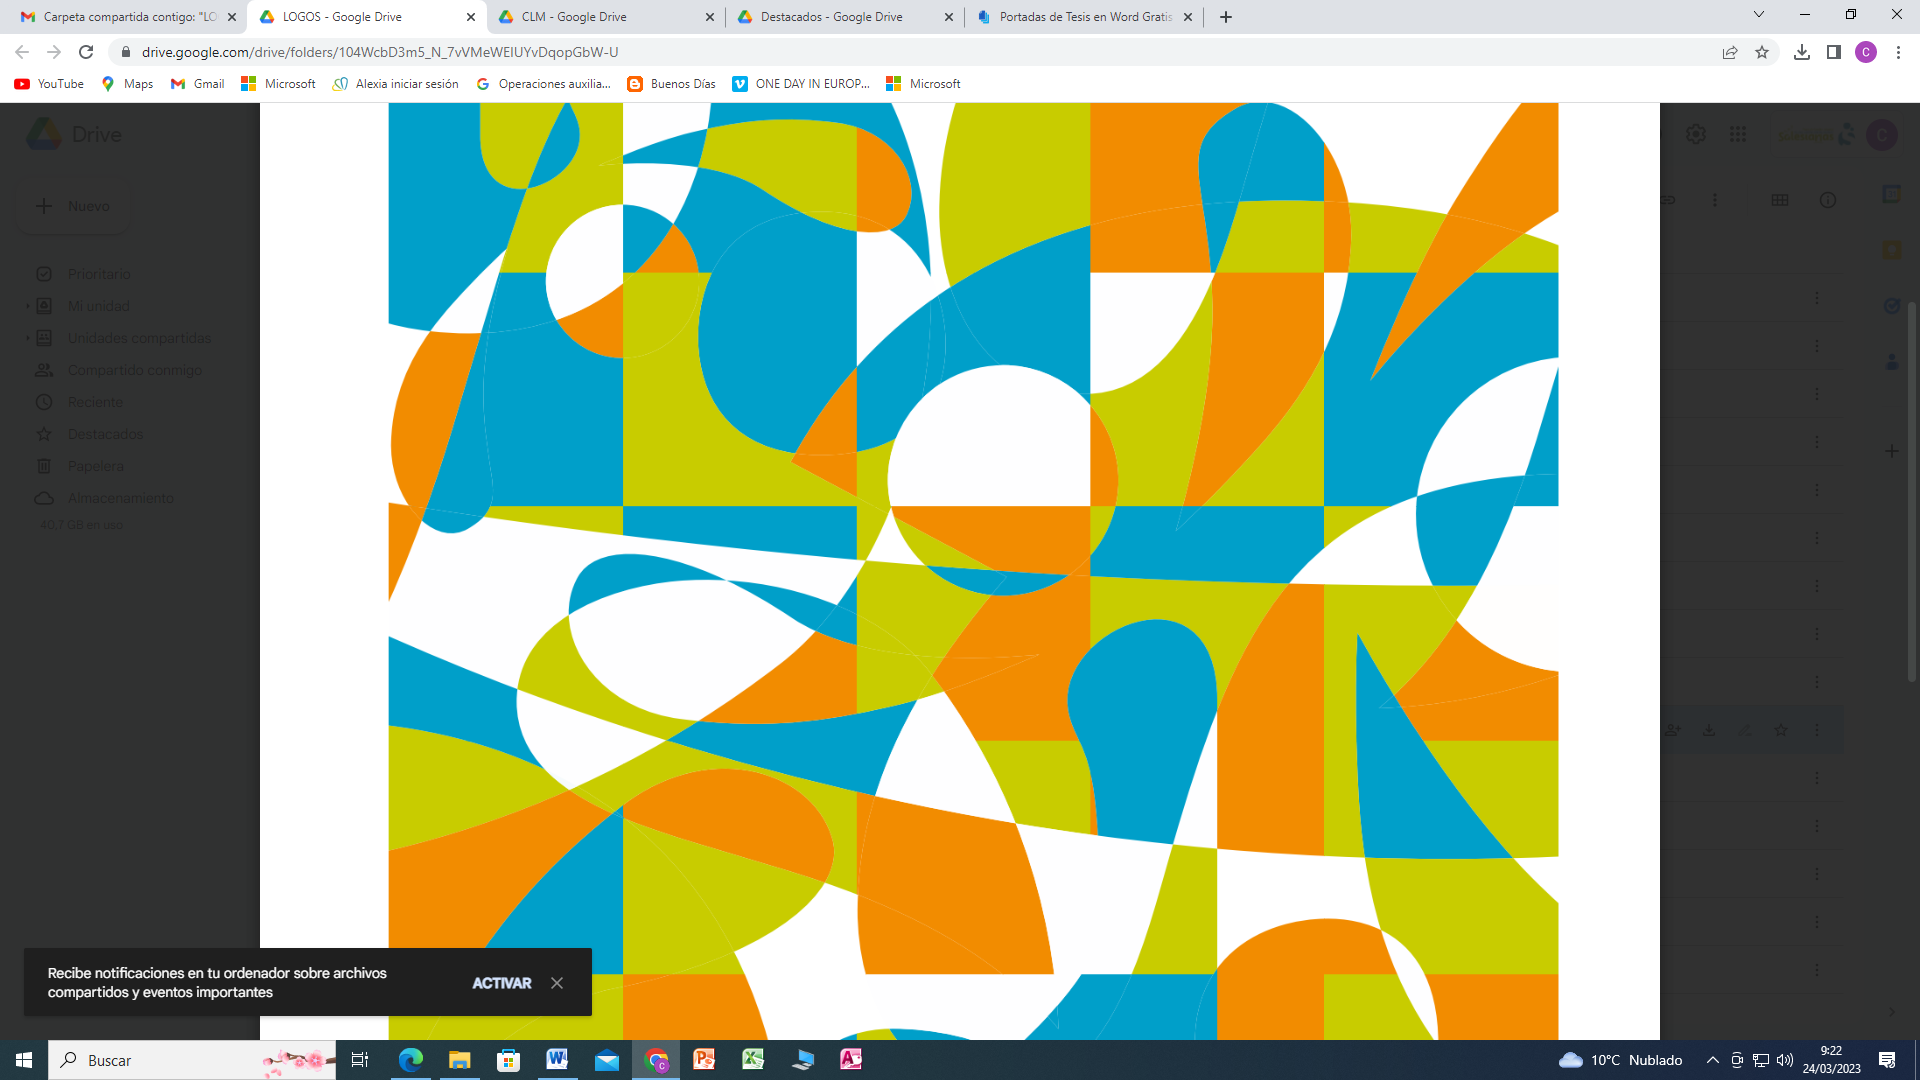 Carpeta compartida contigo: "LO
LOGOS - Google Drive
CLM - Google Drive
Destacados - Google Drive
Portadas de Tesis en Word Gratis
drive.google.com/drive/folders/104WcbD3m5_N_7vVMeWEIUYvDqopGbW-U
YouTube
Maps
Gmail
Microsoft
Alexia iniciar sesión
Operaciones auxilia...
Buenos Días
ONE DAY IN EUROP...
Microsoft
Drive
Nuevo
Prioritario
Mi unidad
Unidades compartidas
Compartido conmigo
Reciente
Destacados
Papelera
Almacenamiento
40,7 GB en uso
Recibe notificaciones en tu ordenador sobre archivos
compartidos y eventos importantes
ACTIVAR
Buscar
10°C Nublado
9:22
24/03/2023